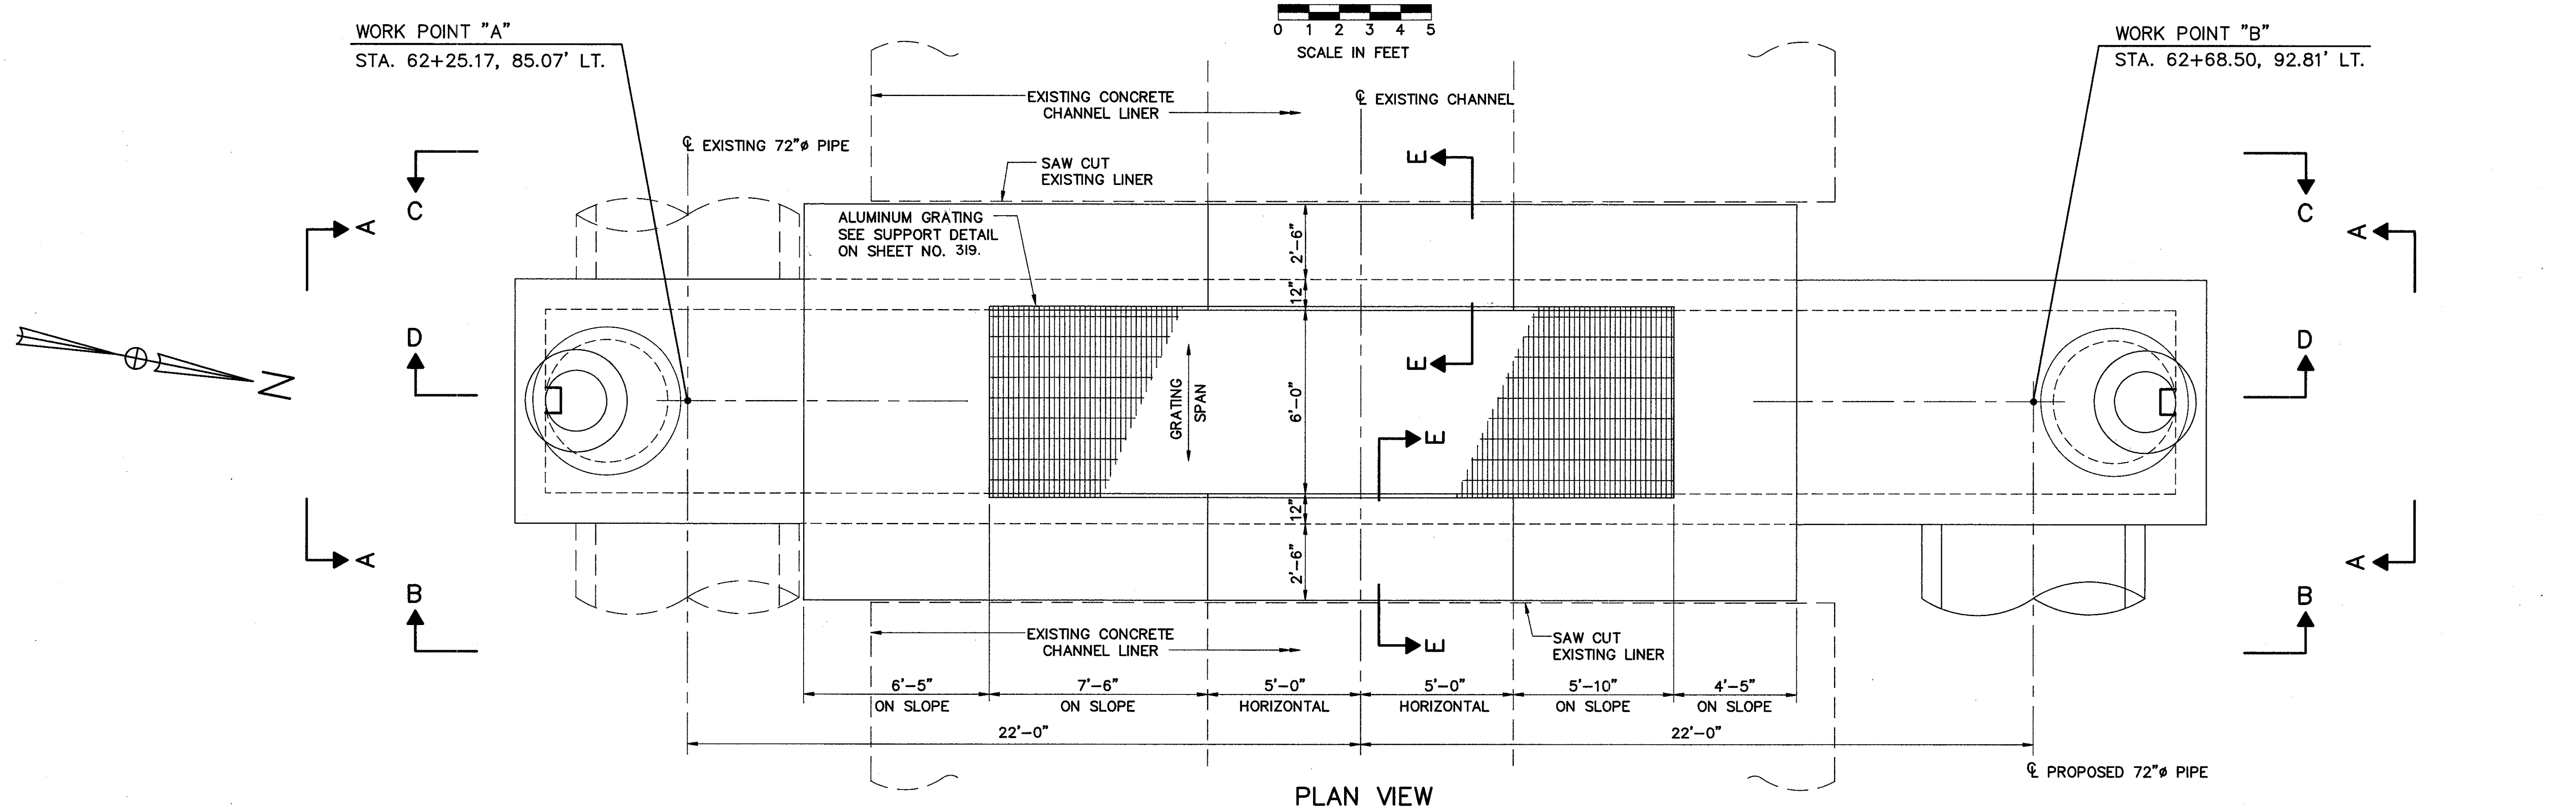 0 1 2 3 4 5
SCALE IN FEET
WORK POINT "A"
STA. 62+25.17, 85.07' LT.
WORK POINT "B"
STA. 62+68.50, 92.81' LT.
EXISTING CONCRETE
CHANNEL LINER
℄ EXISTING CHANNEL
℄ EXISTING 72"ø PIPE
SAW CUT
EXISTING LINER
ALUMINUM GRATING
SEE SUPPORT DETAIL
ON SHEET NO. 319.
C
A
D
A
B
N
E
E
E
E
C
A
D
A
B
2'-6"
12"
6'-0"
12"
2'-6"
GRATING
SPAN
EXISTING CONCRETE
CHANNEL LINER
SAW CUT
EXISTING LINER
6'-5"
ON SLOPE
7'-6"
ON SLOPE
5'-0"
HORIZONTAL
5'-0"
HORIZONTAL
5'-10"
ON SLOPE
4'-5"
ON SLOPE
22'-0"
22'-0"
℄ PROPOSED 72"ø PIPE
PLAN VIEW